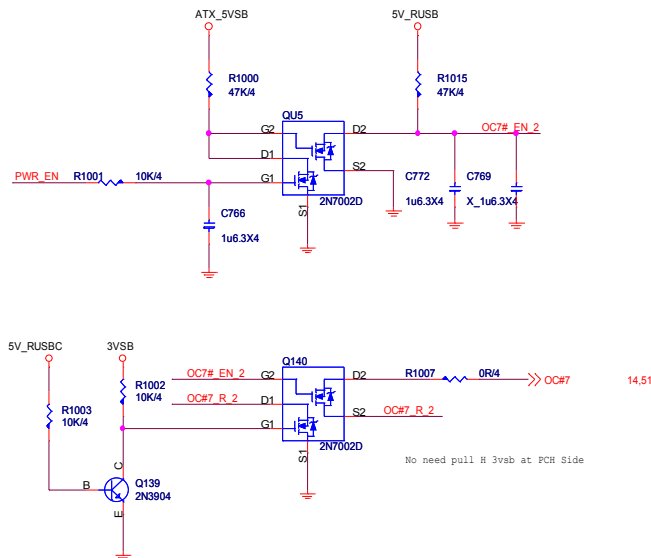 ATX_5VSB
5V_RUSB
R1000
47K/4
R1015
47K/4
QU5
G2
D2
OC7#_EN_2
D1
S2
PWR_EN
R1001
10K/4
G1
C772
C769
2N7002D
1u6.3X4
X_1u6.3X4
S1
C766
1u6.3X4
5V_RUSBC
3VSB
Q140
R1002
10K/4
OC7#_EN_2
G2
D2
R1007
0R/4
OC#7
14,51
R1003
10K/4
OC#7_R_2
D1
S2
OC#7_R_2
G1
2N7002D
S1
No need pull H 3vsb at PCH Side
C
B
Q139
2N3904
E